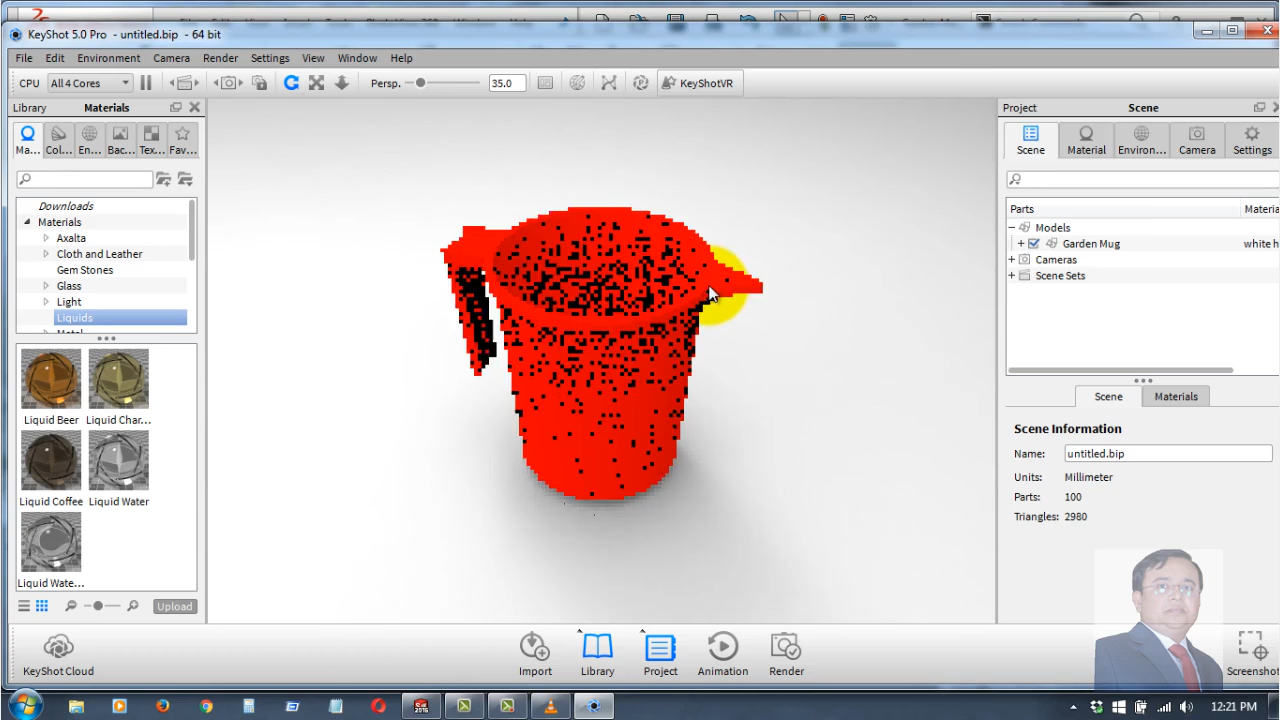 KeyShot 5.0 Pro - untitled.bip - 64 bit
File Edit Environment Camera Render Settings View Window Help
CPU All 4 Cores Persp. 35.0 KeyShotVR
Library Materials
Ma... Col... En... Bac... Tex... Fav...
Downloads
Materials
Axalta
Cloth and Leather
Gem Stones
Glass
Light
Liquids
Metal
Liquid Beer Liquid Char...
Liquid Coffee Liquid Water
Liquid Wate...
Upload
Project Scene
Scene Material Environ... Camera Settings
Parts Materia
Models
Garden Mug white h
Cameras
Scene Sets
Scene Materials
Scene Information
Name: untitled.bip
Units: Millimeter
Parts: 100
Triangles: 2980
KeyShot Cloud Import Library Project Animation Render Screensho
12:21 PM